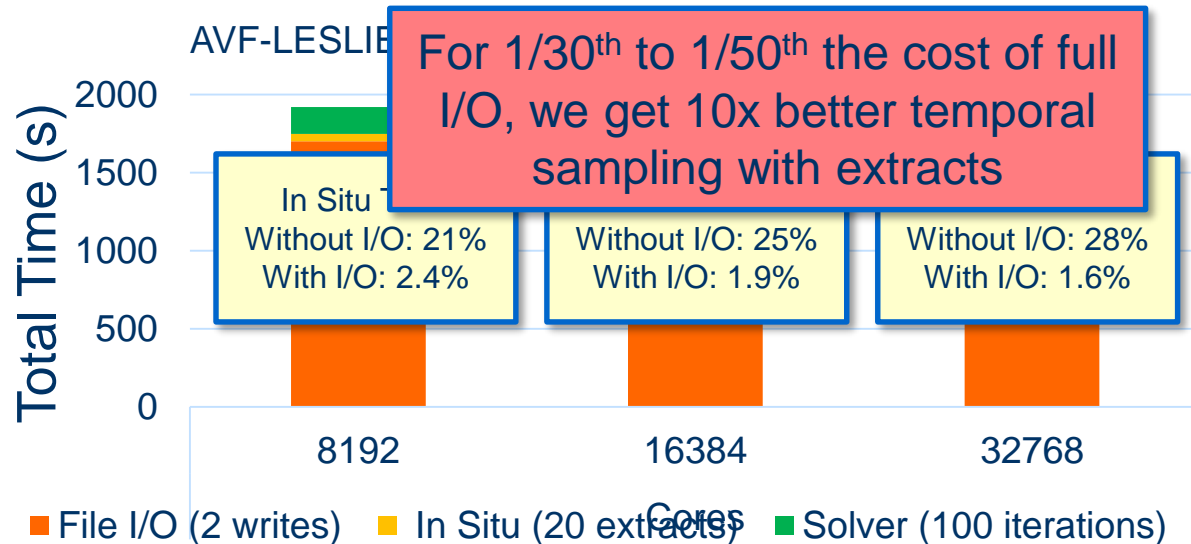 AVF-LESLIE
For 1/30th to 1/50th the cost of full
I/O, we get 10x better temporal
sampling with extracts
Total Time (s)
2000
1500
1000
500
0
In Situ
Without I/O: 21%
With I/O: 2.4%
Without I/O: 25%
With I/O: 1.9%
Without I/O: 28%
With I/O: 1.6%
8192 16384 32768
Cores
File I/O (2 writes) In Situ (20 extracts) Solver (100 iterations)